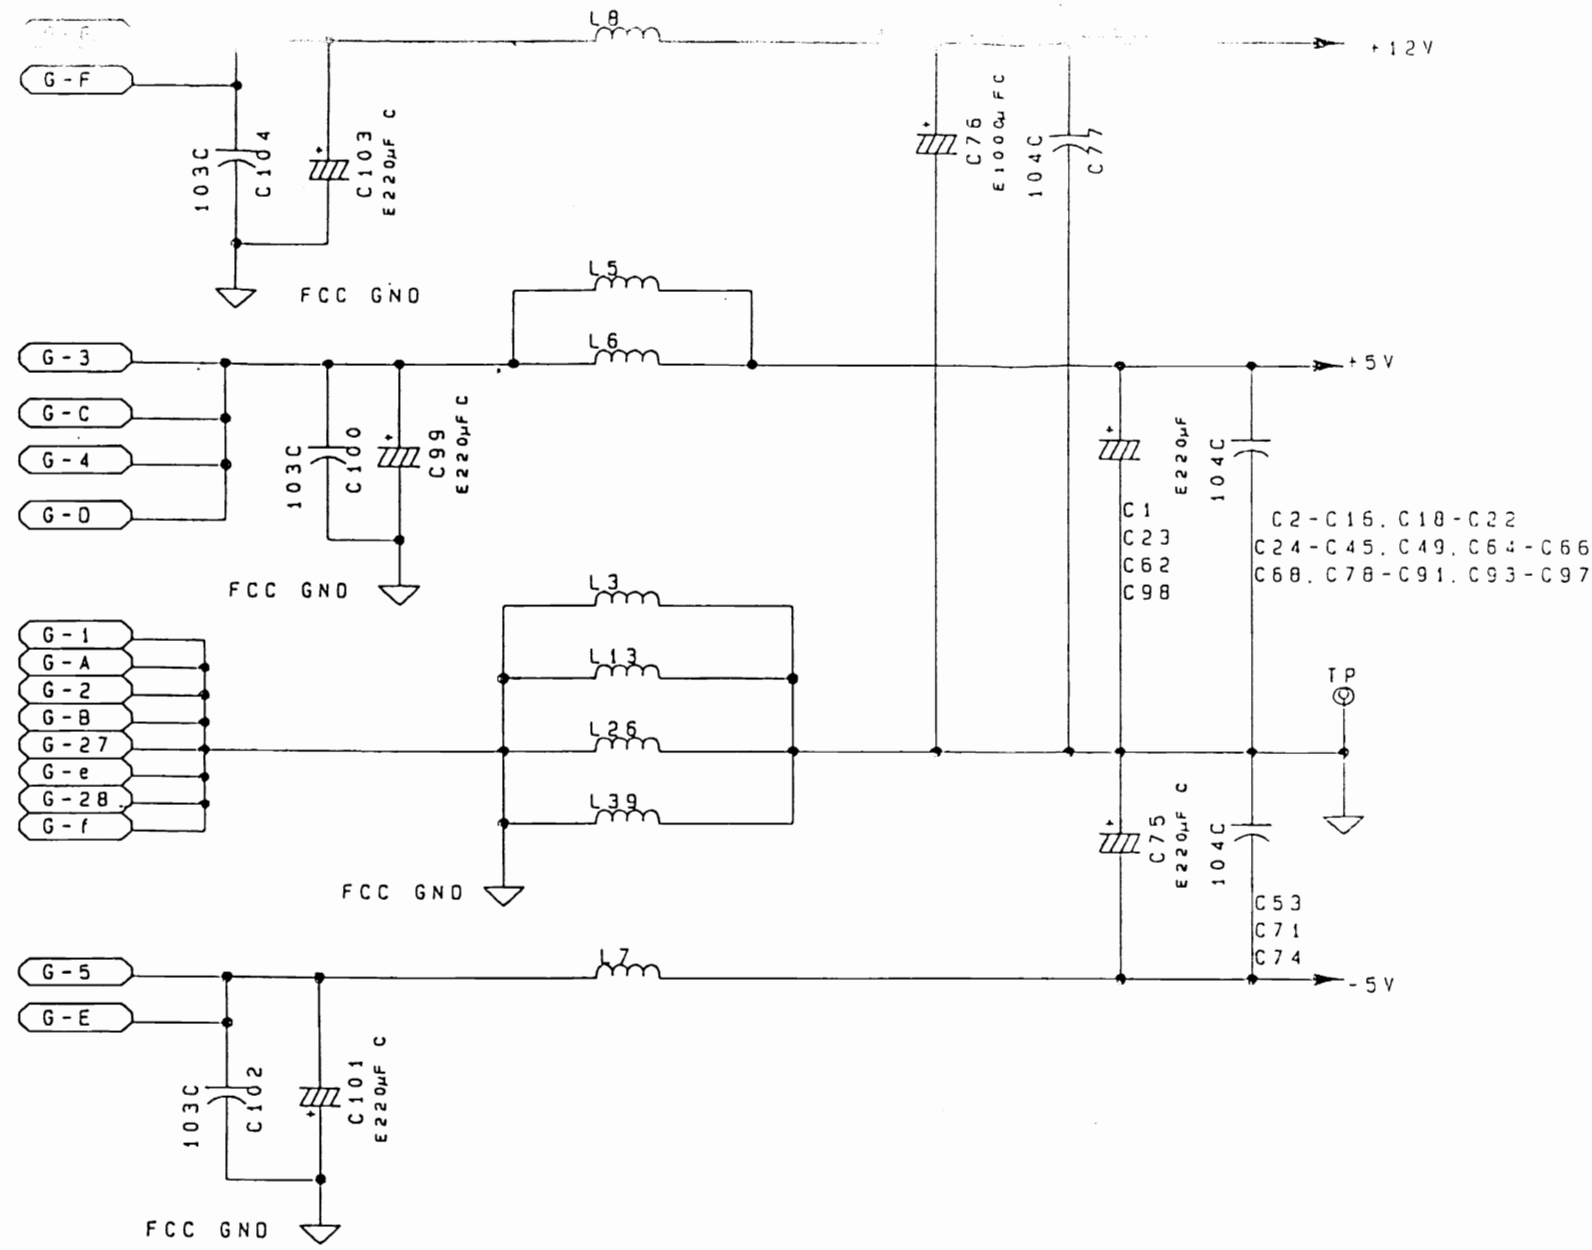 L8
+12V
G-F
103C
C104
C103
E220µF C
C76
E1000µF C
104C
C77
FCC GND
L5
L6
G-3
+5V
G-C
G-4
G-D
103C
C100
C99
E220µF C
E220µF
104C
C1
C23
C62
C98
C2-C16, C18-C22
C24-C45, C49, C64-C66
C68, C78-C91, C93-C97
FCC GND
L3
L13
L26
L39
G-1
G-A
G-2
G-B
G-27
G-e
G-28
G-f
TP
FCC GND
C75
E220µF C
104C
C53
C71
C74
G-5
L7
-5V
G-E
103C
C102
C101
E220µF C
FCC GND